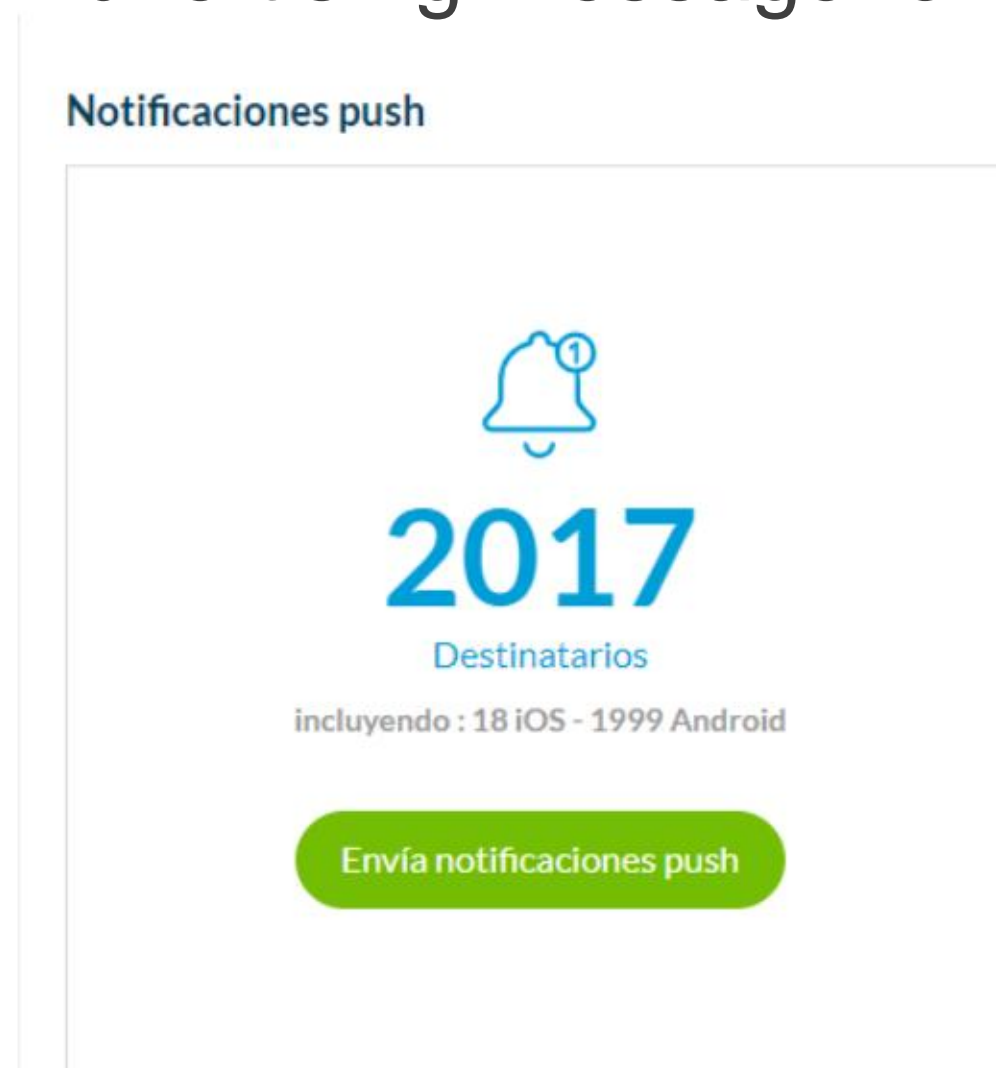 Notificaciones push
1
2017
Destinatarios
incluyendo : 18 iOS - 1999 Android
Envía notificaciones push